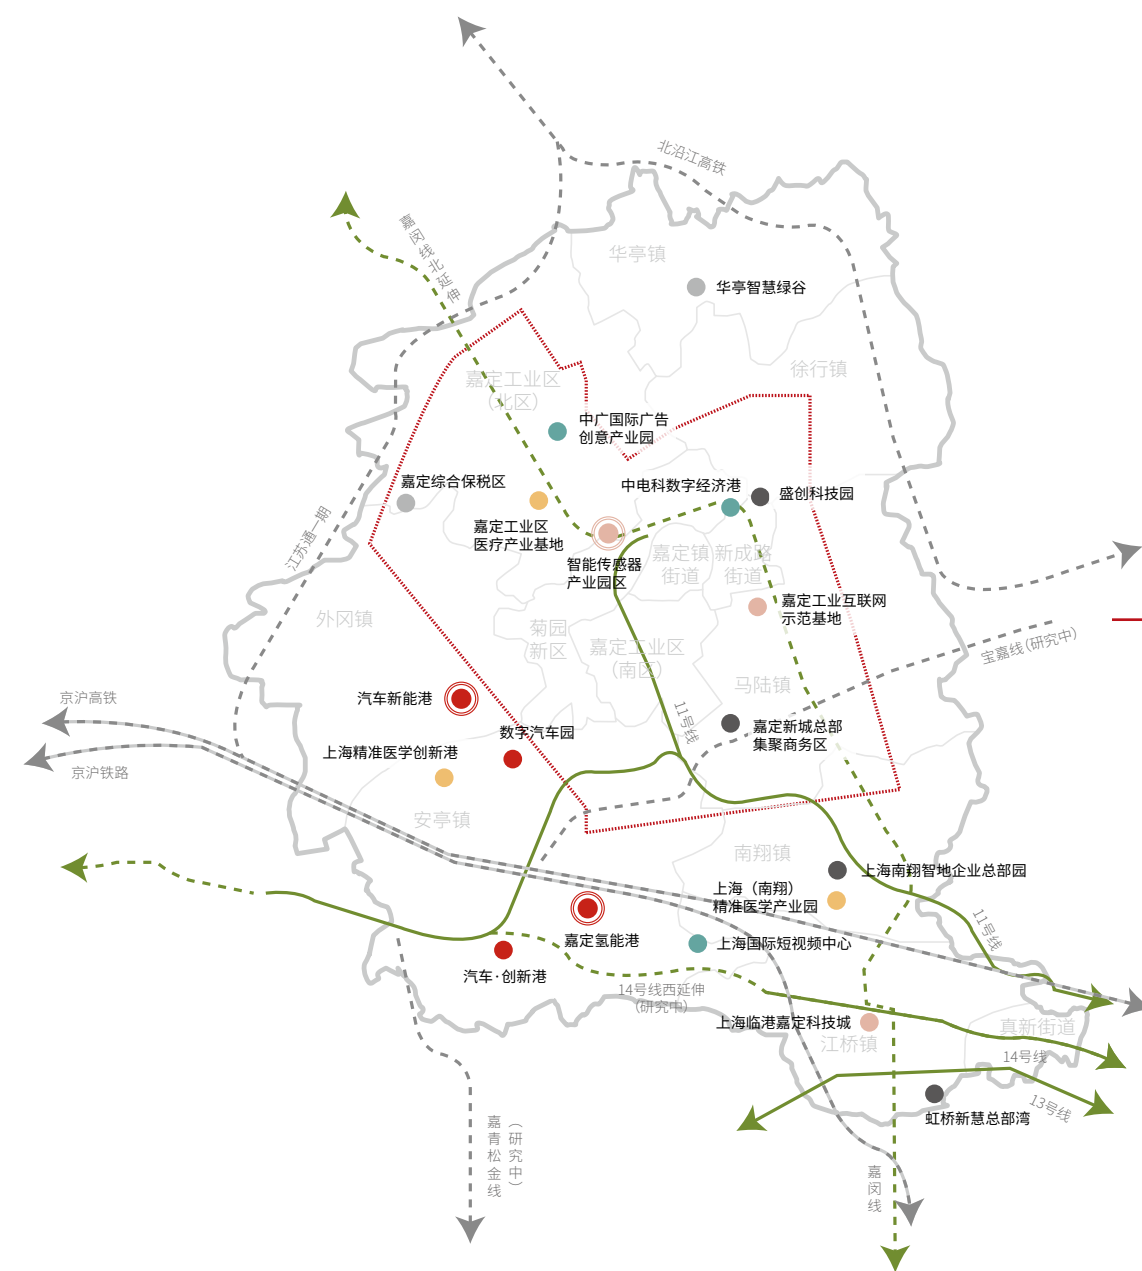 北沿江高铁
嘉闵线北延伸
华亭镇
华亭智慧绿谷
徐行镇
嘉定工业区
（北区）
中广国际广告
创意产业园
嘉定综合保税区
中电科数字经济港
盛创科技园
嘉定工业区
医疗产业基地
江苏通一期
智能传感器
产业园区
嘉定镇
街道
新成路
街道
嘉定工业互联网
示范基地
外冈镇
菊园
新区
嘉定工业区
（南区）
宝嘉线(研究中)
马陆镇
京沪高铁
汽车新能港
11号线
嘉定新城总部
集聚商务区
数字汽车园
上海精准医学创新港
京沪铁路
安亭镇
南翔镇
上海南翔智地企业总部园
上海（南翔）
精准医学产业园
嘉定氢能港
上海国际短视频中心
11号线
汽车·创新港
14号线西延伸
（研究中）
上海临港嘉定科技城
江桥镇
真新街道
14号线
13号线
虹桥新慧总部湾
嘉青松金线
（研究中）
嘉闵线